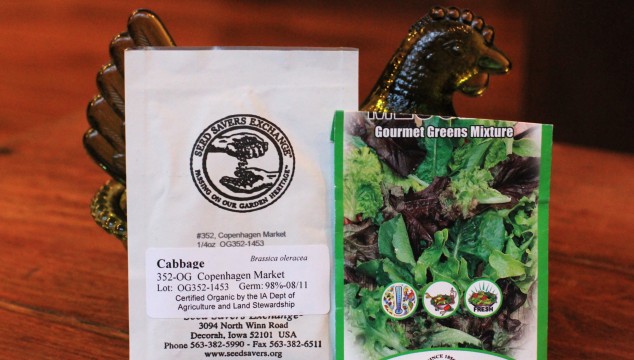 SEED SAVERS EXCHANGE™
PASSING ON OUR GARDEN HERITAGE™
#352, Copenhagen Market
1/4oz OG352-1453
Cabbage
Brassica oleracea
352-OG Copenhagen Market
Lot: OG352-1453 Germ: 98%-08/11
Certified Organic by the IA Dept of
Agriculture and Land Stewardship
Seed Savers Exchange
3094 North Winn Road
Decorah, Iowa 52101 USA
Phone 563-382-5990 - Fax 563-382-6511
www.seedsavers.org
Gourmet Greens Mixture
FRESH
SINCE